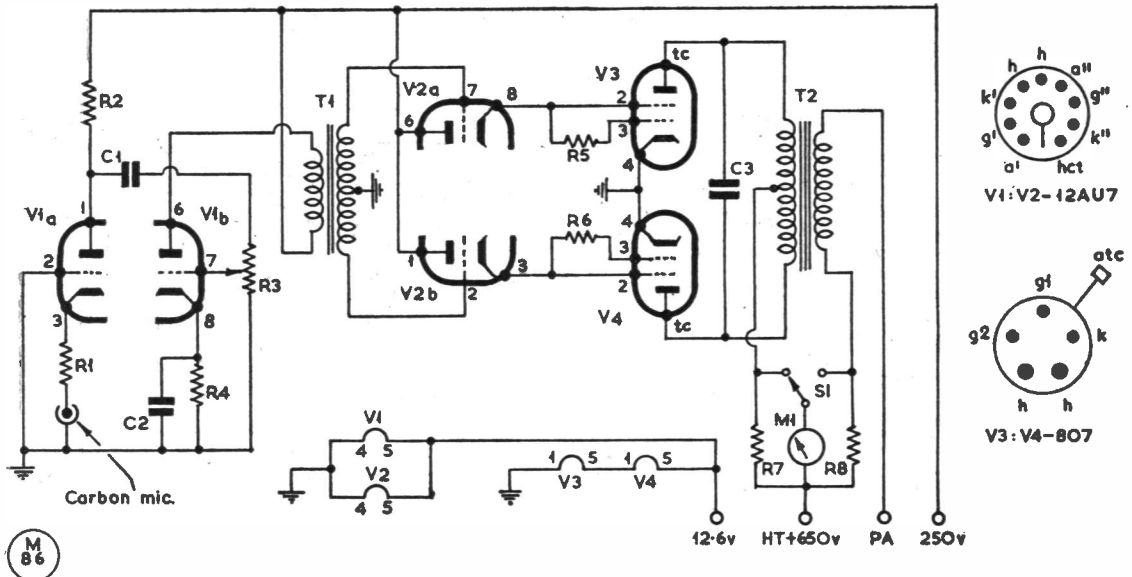 R2
C1
V1a
1
2
3
R1
V1b
6
7
8
R3
R4
C2
Carbon mic.
T1
V2a
6
7
8
V2b
1
2
3
R5
R6
V3
tc
2
3
4
V4
4
3
2
tc
C3
T2
S1
M1
R7
R8
V1
4 5
V2
4 5
1 5
V3
1 5
V4
12·6v
HT+650v
PA
250v
h
h
a"
k'
g"
g'
k"
a'
hct
V1:V2-12AU7
atc
g1
g2
k
h
h
V3:V4-807
M
86